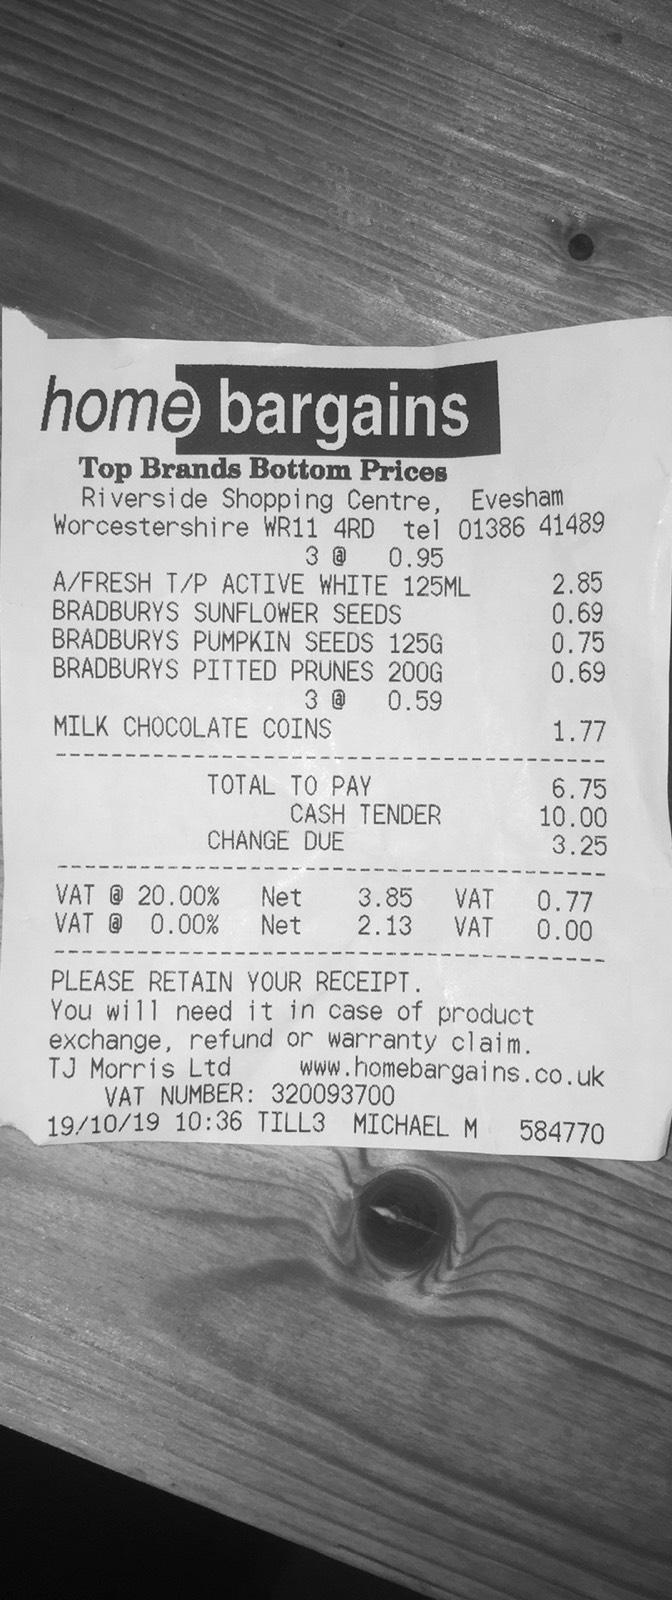 home bargains
Top Brands Bottom Prices
Riverside Shopping Centre, Evesham
Worcestershire WR11 4RD tel 01386 41489
3 @ 0.95
A/FRESH T/P ACTIVE WHITE 125ML 2.85
BRADBURYS SUNFLOWER SEEDS 0.69
BRADBURYS PUMPKIN SEEDS 125G 0.75
BRADBURYS PITTED PRUNES 200G 0.69
3 @ 0.59
MILK CHOCOLATE COINS 1.77
TOTAL TO PAY 6.75
CASH TENDER 10.00
CHANGE DUE 3.25
VAT @ 20.00% Net 3.85 VAT 0.77
VAT @ 0.00% Net 2.13 VAT 0.00
PLEASE RETAIN YOUR RECEIPT.
You will need it in case of product
exchange, refund or warranty claim.
TJ Morris Ltd www.homebargains.co.uk
VAT NUMBER: 320093700
19/10/19 10:36 TILL3 MICHAEL M 584770